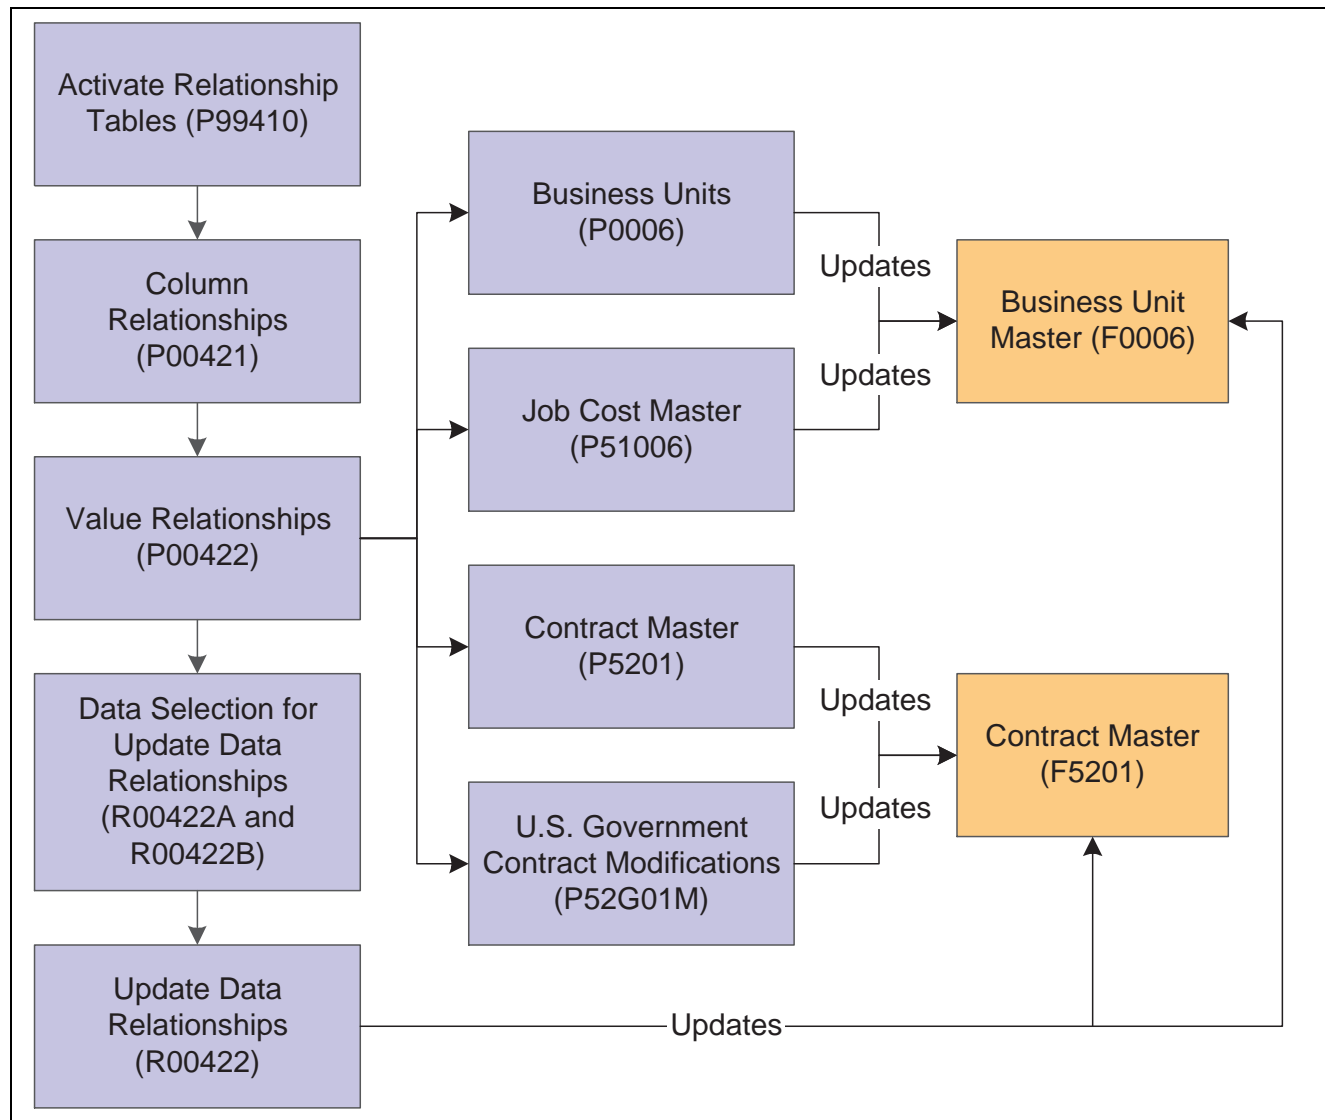 Activate Relationship
Tables (P99410)
Column
Relationships
(P00421)
Value Relationships
(P00422)
Data Selection for
Update Data
Relationships
(R00422A and
R00422B)
Update Data
Relationships
(R00422)
Business Units
(P0006)
Job Cost Master
(P51006)
Contract Master
(P5201)
U.S. Government
Contract Modifications
(P52G01M)
Updates
Updates
Updates
Updates
Updates
Business Unit
Master (F0006)
Contract Master
(F5201)